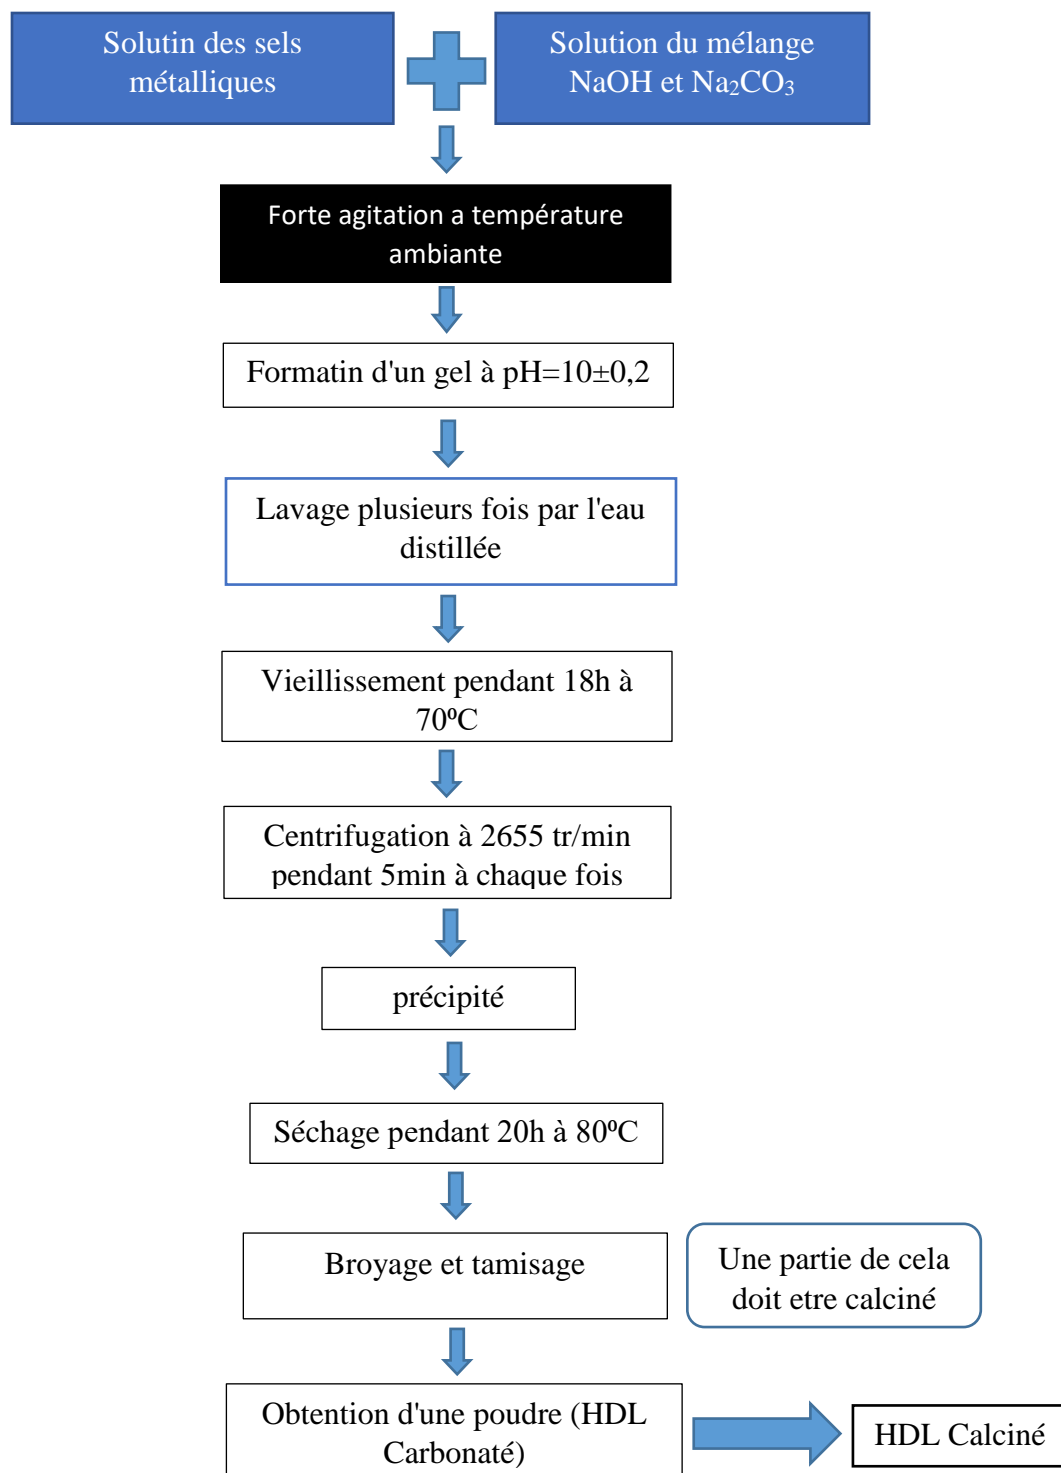 Solutin des sels
métalliques
Solution du mélange
NaOH et Na₂CO₃
Forte agitation a température
ambiante
Formatin d'un gel à pH=10±0,2
Lavage plusieurs fois par l'eau
distillée
Vieillissement pendant 18h à
70ºC
Centrifugation à 2655 tr/min
pendant 5min à chaque fois
précipité
Séchage pendant 20h à 80ºC
Broyage et tamisage
Une partie de cela
doit etre calciné
Obtention d'une poudre (HDL
Carbonaté)
HDL Calciné